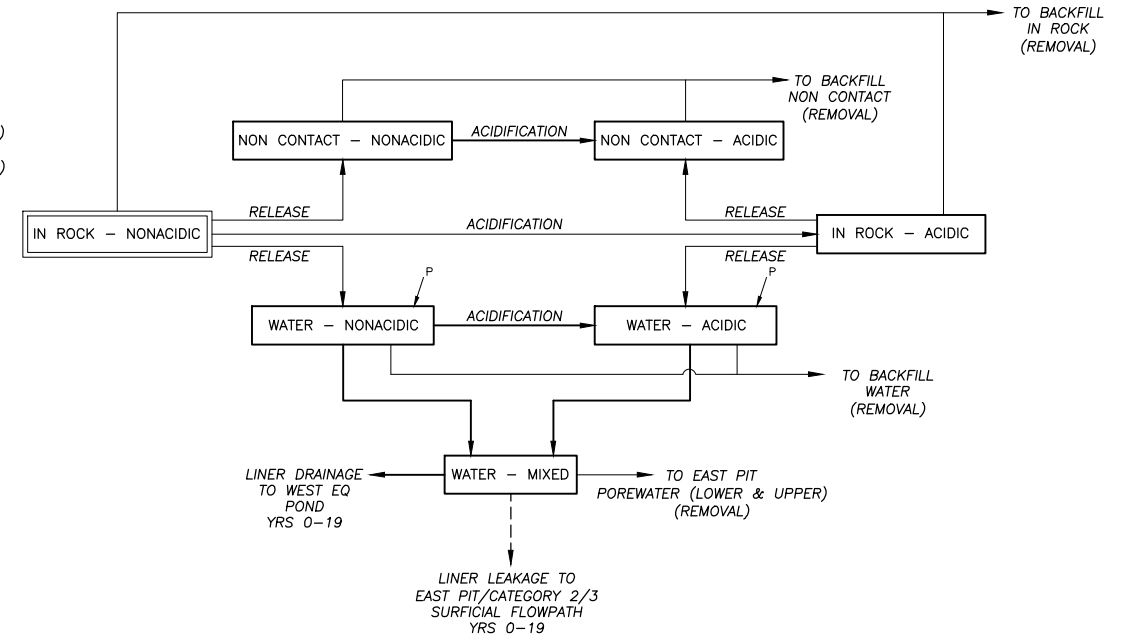 TO BACKFILL
IN ROCK
(REMOVAL)
TO BACKFILL
NON CONTACT
(REMOVAL)
)
)
NON CONTACT – NONACIDIC
ACIDIFICATION
NON CONTACT – ACIDIC
RELEASE
RELEASE
IN ROCK – NONACIDIC
ACIDIFICATION
IN ROCK – ACIDIC
RELEASE
RELEASE
P
P
WATER – NONACIDIC
ACIDIFICATION
WATER – ACIDIC
TO BACKFILL
WATER
(REMOVAL)
LINER DRAINAGE
TO WEST EQ
POND
YRS 0–19
WATER – MIXED
TO EAST PIT
POREWATER (LOWER & UPPER)
(REMOVAL)
LINER LEAKAGE TO
EAST PIT/CATEGORY 2/3
SURFICIAL FLOWPATH
YRS 0–19